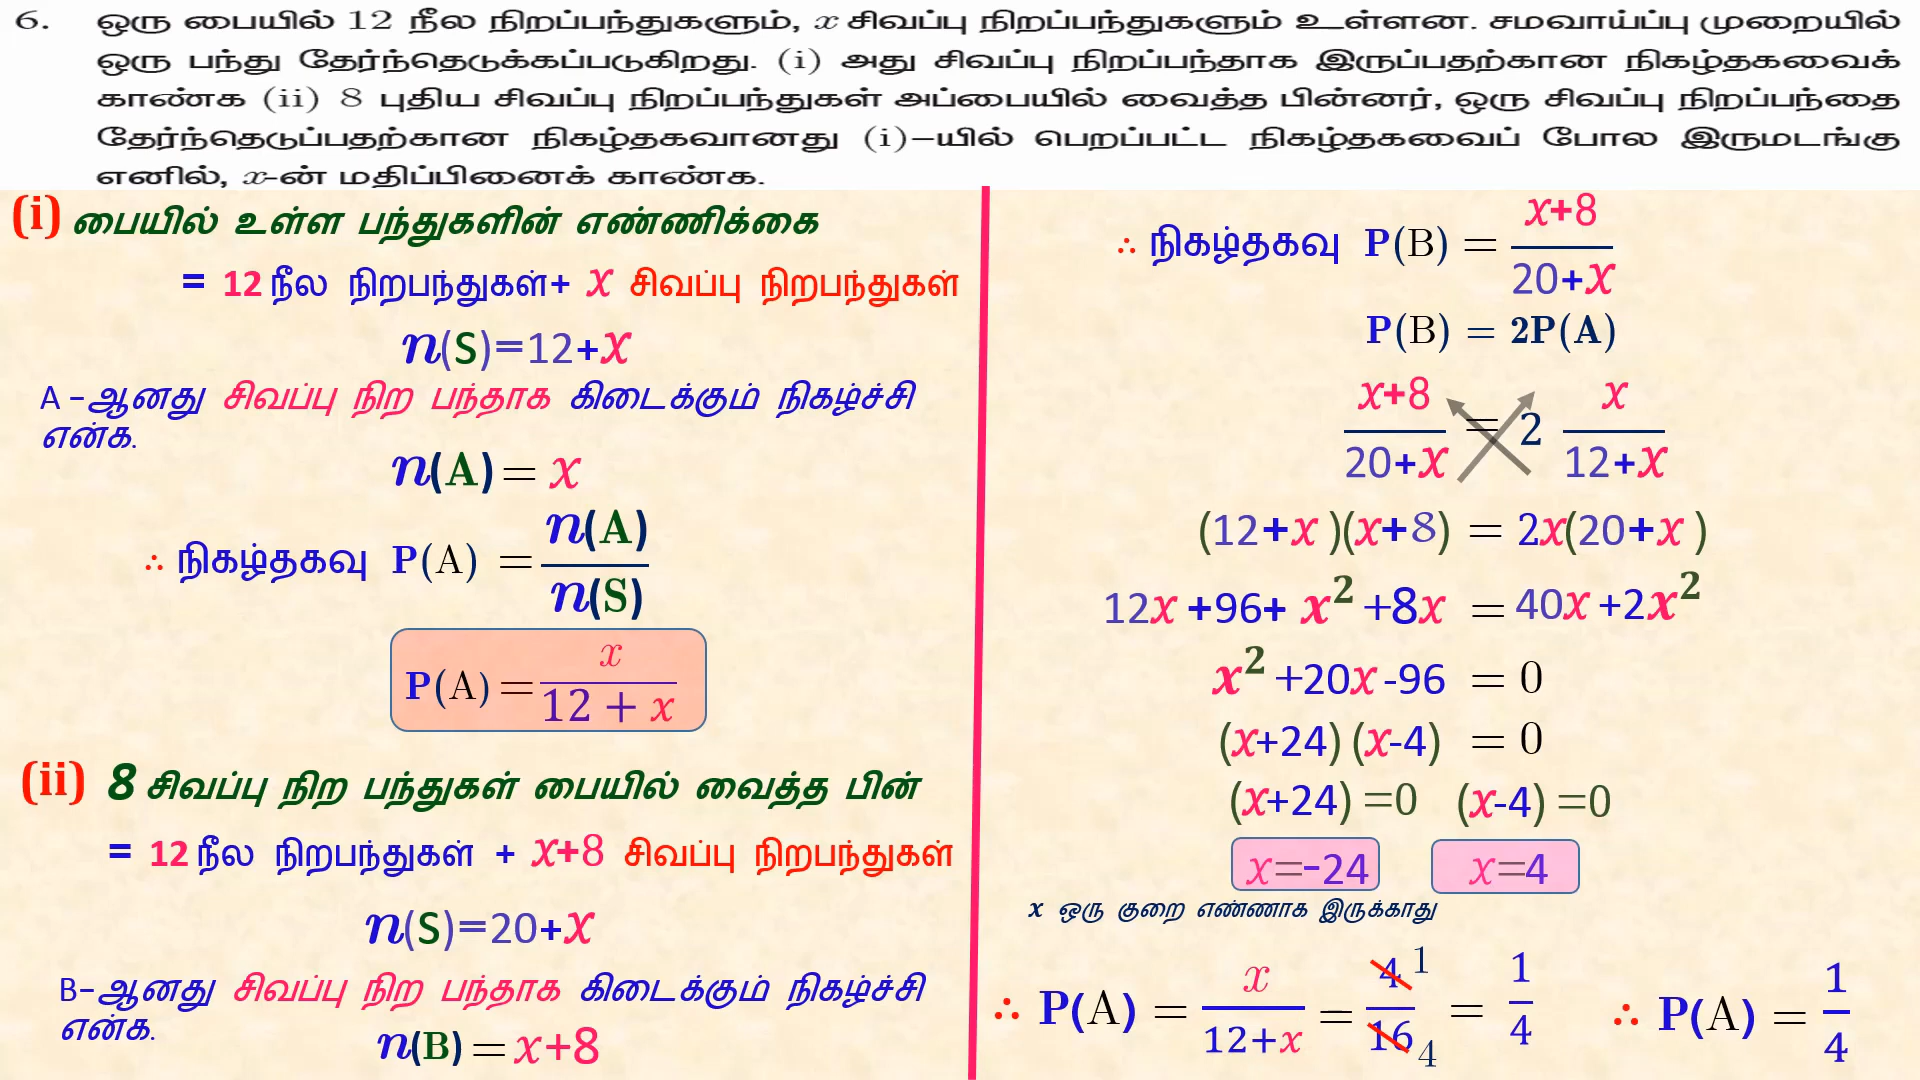 6. ஒரு பையில் 12 நீல நிறப்பந்துகளும், x சிவப்பு நிறப்பந்துகளும் உள்ளன. சமவாய்ப்பு முறையில்
ஒரு பந்து தேர்ந்தெடுக்கப்படுகிறது. (i) அது சிவப்பு நிறப்பந்தாக இருப்பதற்கான நிகழ்தகவைக்
காண்க (ii) 8 புதிய சிவப்பு நிறப்பந்துகள் அப்பையில் வைத்த பின்னர், ஒரு சிவப்பு நிறப்பந்தை
தேர்ந்தெடுப்பதற்கான நிகழ்தகவானது (i)–யில் பெறப்பட்ட நிகழ்தகவைப் போல இருமடங்கு
எனில், x-ன் மதிப்பினைக் காண்க.
(i) பையில் உள்ள பந்துகளின் எண்ணிக்கை
= 12 நீல நிறபந்துகள்+ x சிவப்பு நிறபந்துகள்
n(S)=12+x
A –ஆனது சிவப்பு நிற பந்தாக கிடைக்கும் நிகழ்ச்சி
என்க.
n(A) = x
∴ நிகழ்தகவு P(A) = n(A)/n(S)
P(A) = x/(12 + x)
(ii) 8 சிவப்பு நிற பந்துகள் பையில் வைத்த பின்
= 12 நீல நிறபந்துகள் + x+8 சிவப்பு நிறபந்துகள்
n(S)=20+x
B–ஆனது சிவப்பு நிற பந்தாக கிடைக்கும் நிகழ்ச்சி
என்க.
n(B) = x+8
∴ நிகழ்தகவு P(B) = (x+8)/(20+x)
P(B) = 2P(A)
(x+8)/(20+x) = 2 x/(12+x)
(12+x )(x+8) = 2x(20+x )
12x +96+ x² +8x = 40x +2x²
x² +20x -96 = 0
(x+24) (x-4) = 0
(x+24) =0 (x-4) =0
x=-24 x=4
x ஒரு குறை எண்ணாக இருக்காது
∴ P(A) = x/(12+x) = 4/16 1 4 = 1/4 ∴ P(A) = 1/4